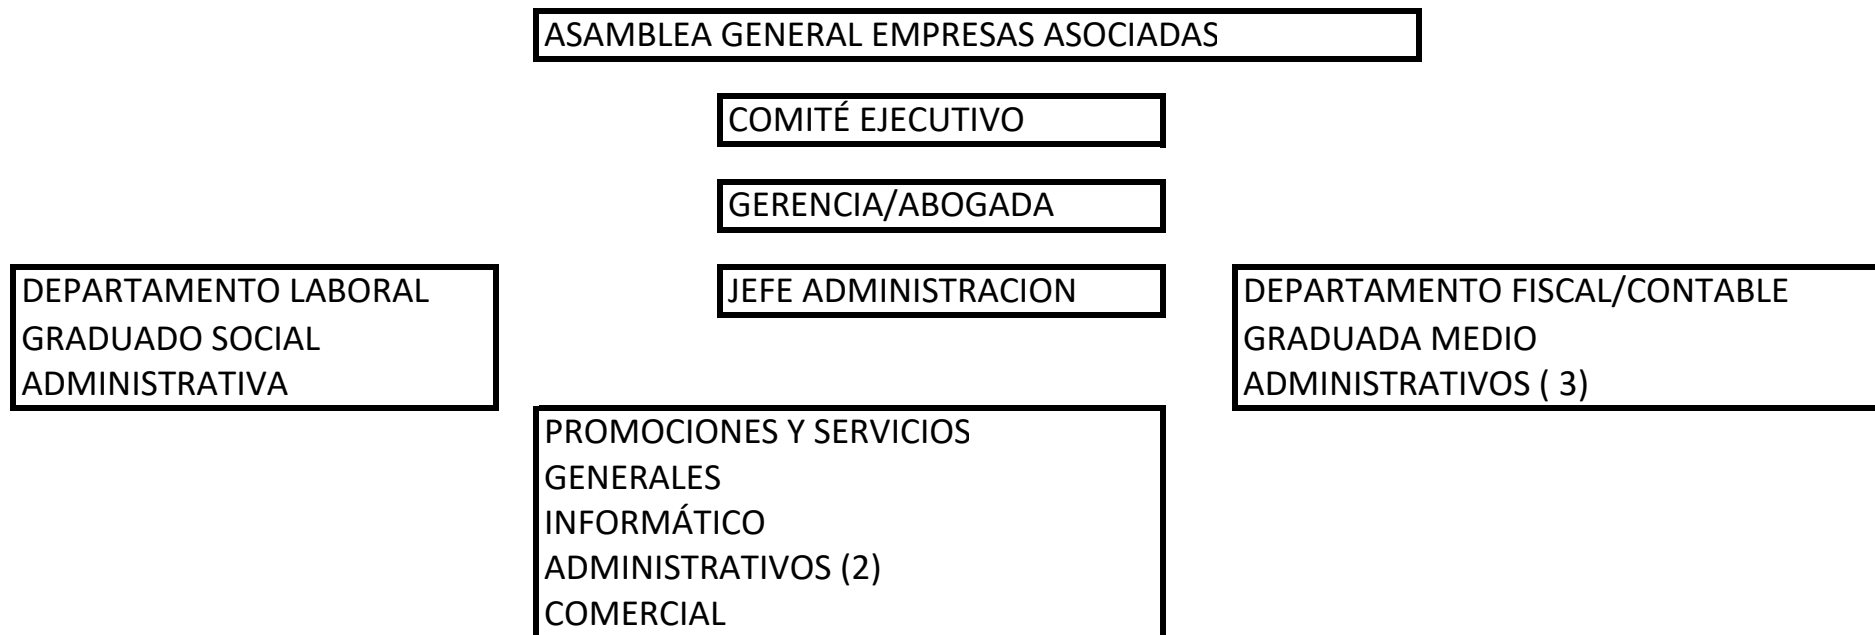 ASAMBLEA GENERAL EMPRESAS ASOCIADAS
COMITÉ EJECUTIVO
GERENCIA/ABOGADA
DEPARTAMENTO LABORAL
GRADUADO SOCIAL
ADMINISTRATIVA
JEFE ADMINISTRACION
DEPARTAMENTO FISCAL/CONTABLE
GRADUADA MEDIO
ADMINISTRATIVOS ( 3)
PROMOCIONES Y SERVICIOS
GENERALES
INFORMÁTICO
ADMINISTRATIVOS (2)
COMERCIAL